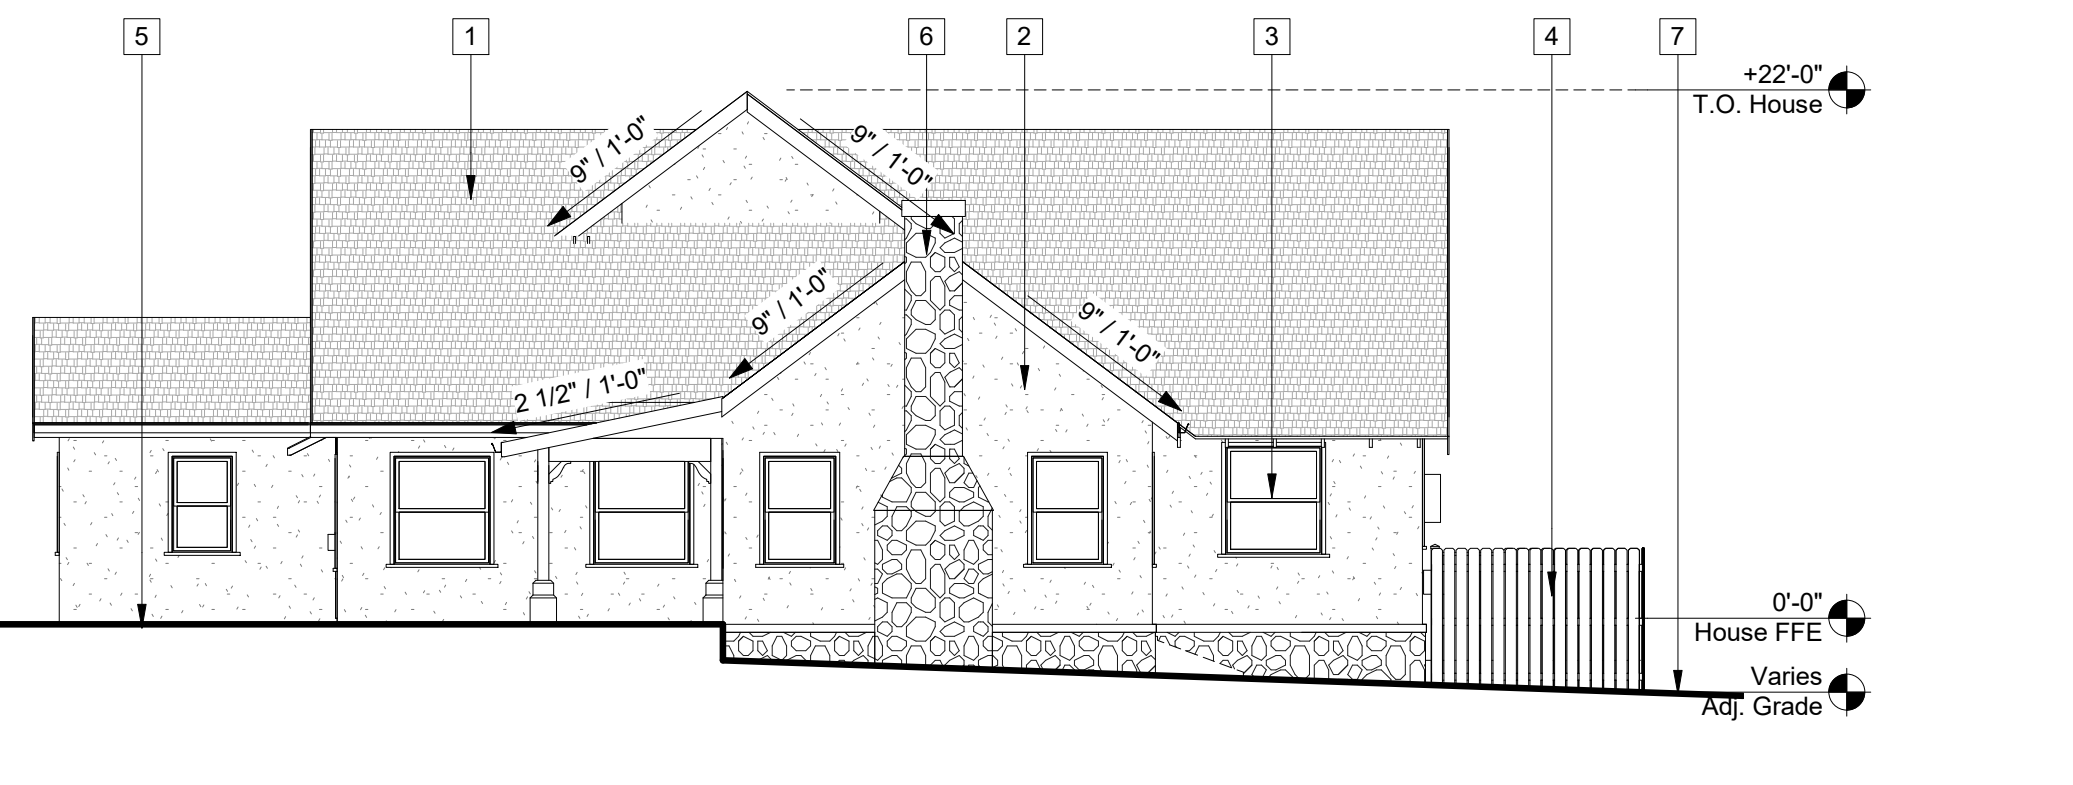 5
1
6
2
3
4
7
+22'-0"
T.O. House
9" / 1'-0"
9" / 1'-0"
9" / 1'-0"
9" / 1'-0"
2 1/2" / 1'-0"
0'-0"
House FFE
Varies
Adj. Grade